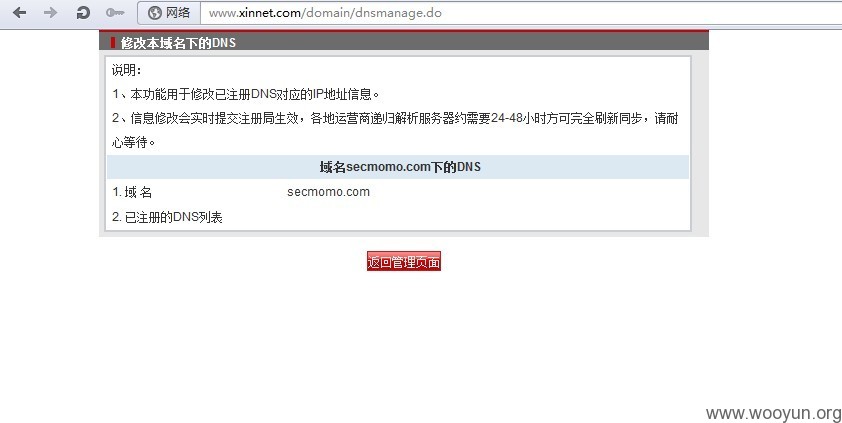 网络 www.xinnet.com/domain/dnsmanage.do
修改本域名下的DNS
说明：
1、本功能用于修改已注册DNS对应的IP地址信息。
2、信息修改会实时提交注册局生效，各地运营商递归解析服务器约需要24-48小时方可完全刷新同步，请耐
心等待。
域名secmomo.com下的DNS
1. 域 名 secmomo.com
2. 已注册的DNS列表
返回管理页面
www.wooyun.org